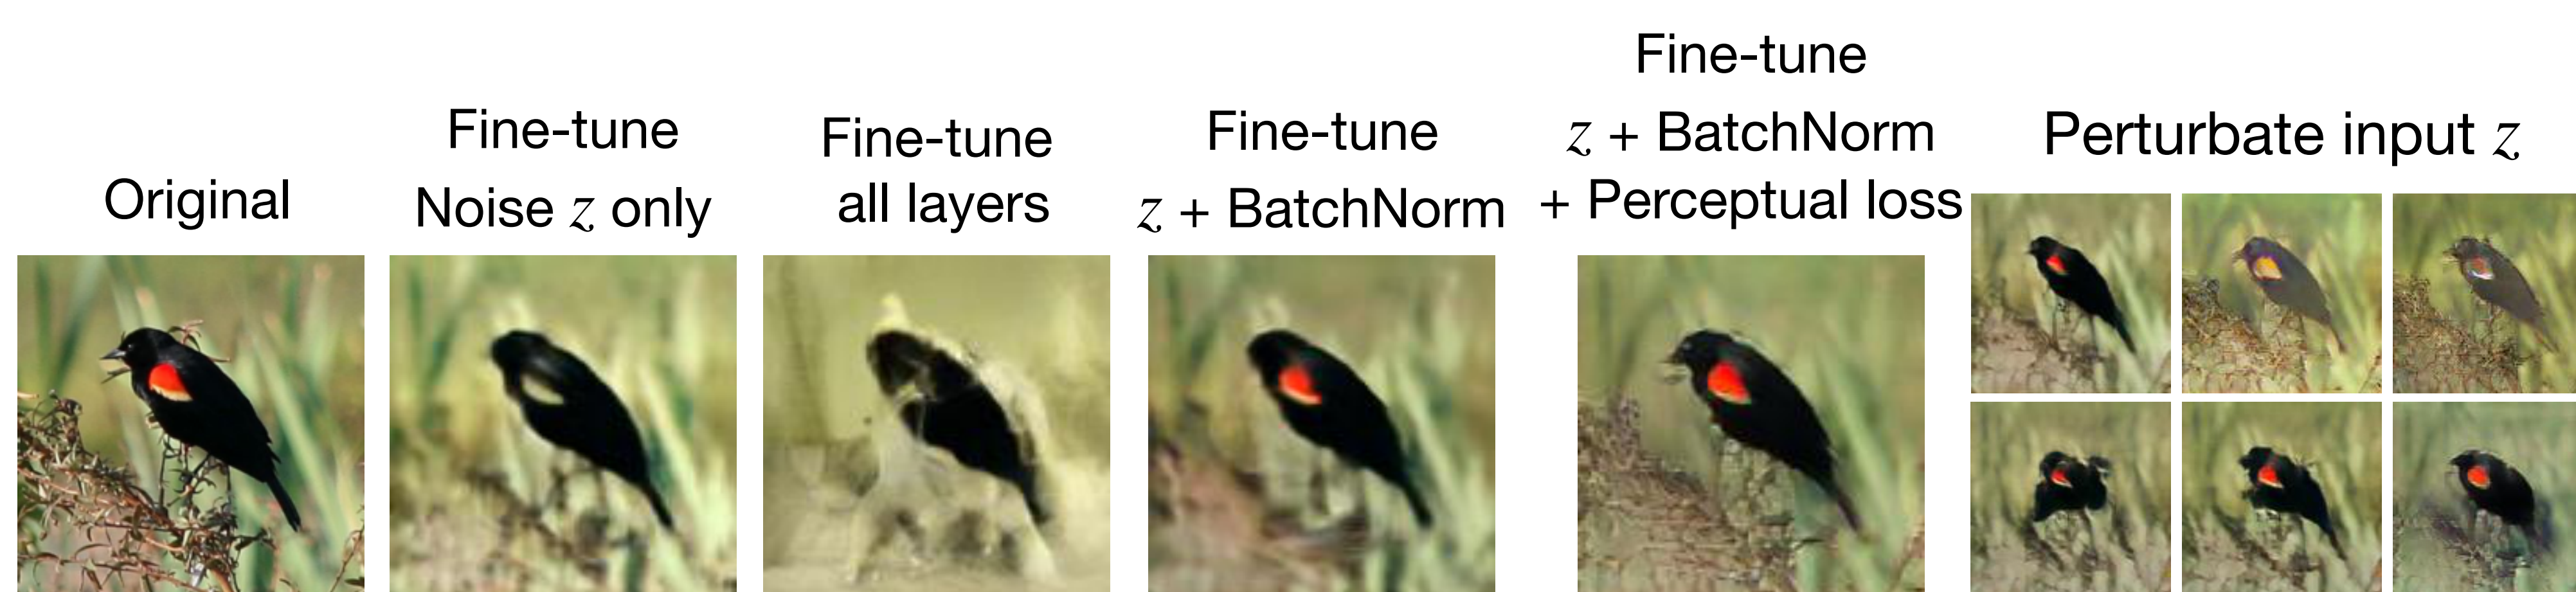 Original
Fine-tune
Noise z only
Fine-tune
all layers
Fine-tune
z + BatchNorm
Fine-tune
z + BatchNorm
+ Perceptual loss
Perturbate input z